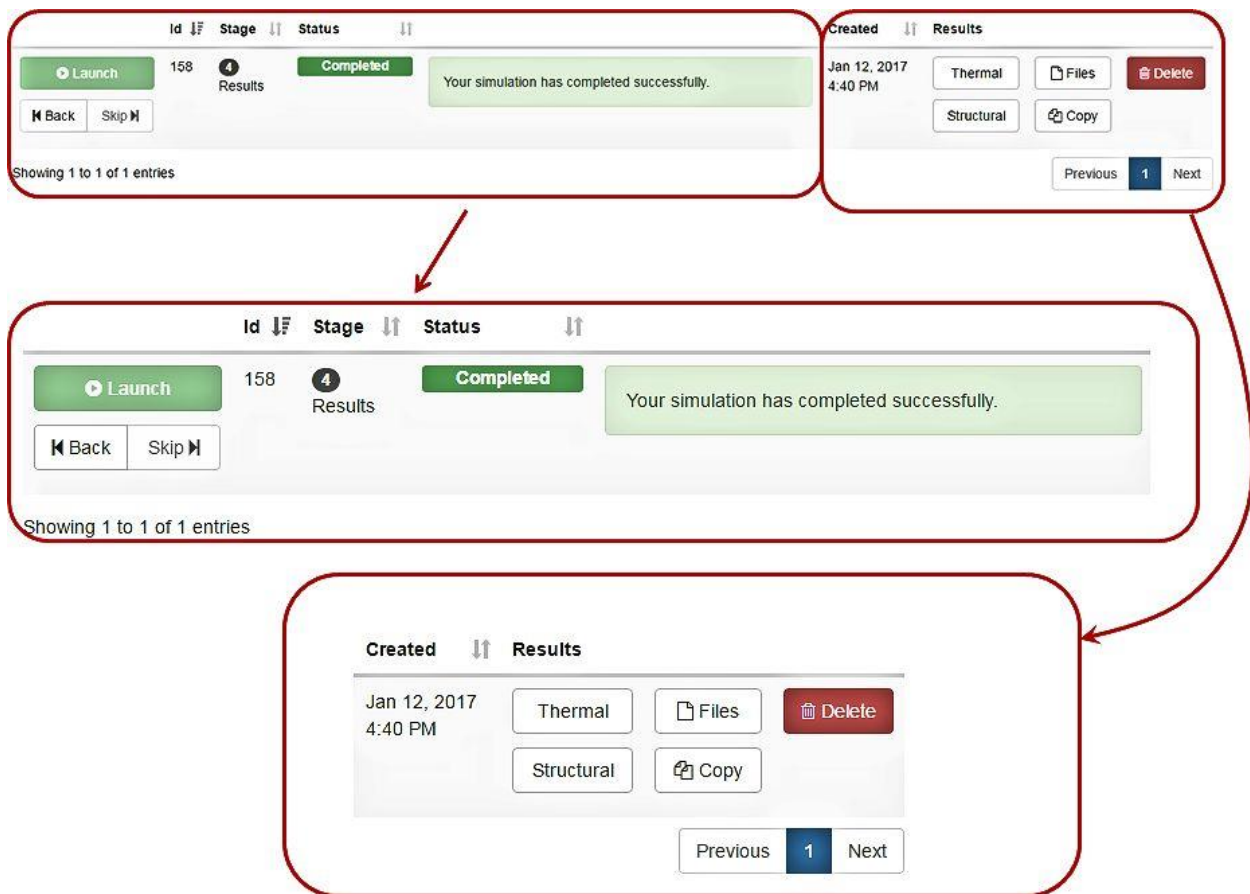 Id Stage Status Created Results
Launch 158 4 Completed Your simulation has completed successfully. Jan 12, 2017 Thermal Files Delete
Results 4:40 PM
Back Skip Structural Copy
Showing 1 to 1 of 1 entries Previous 1 Next
Id Stage Status
Launch 158 4 Completed
Results Your simulation has completed successfully.
Back Skip
Showing 1 to 1 of 1 entries
Created Results
Jan 12, 2017 Thermal Files Delete
4:40 PM
Structural Copy
Previous 1 Next